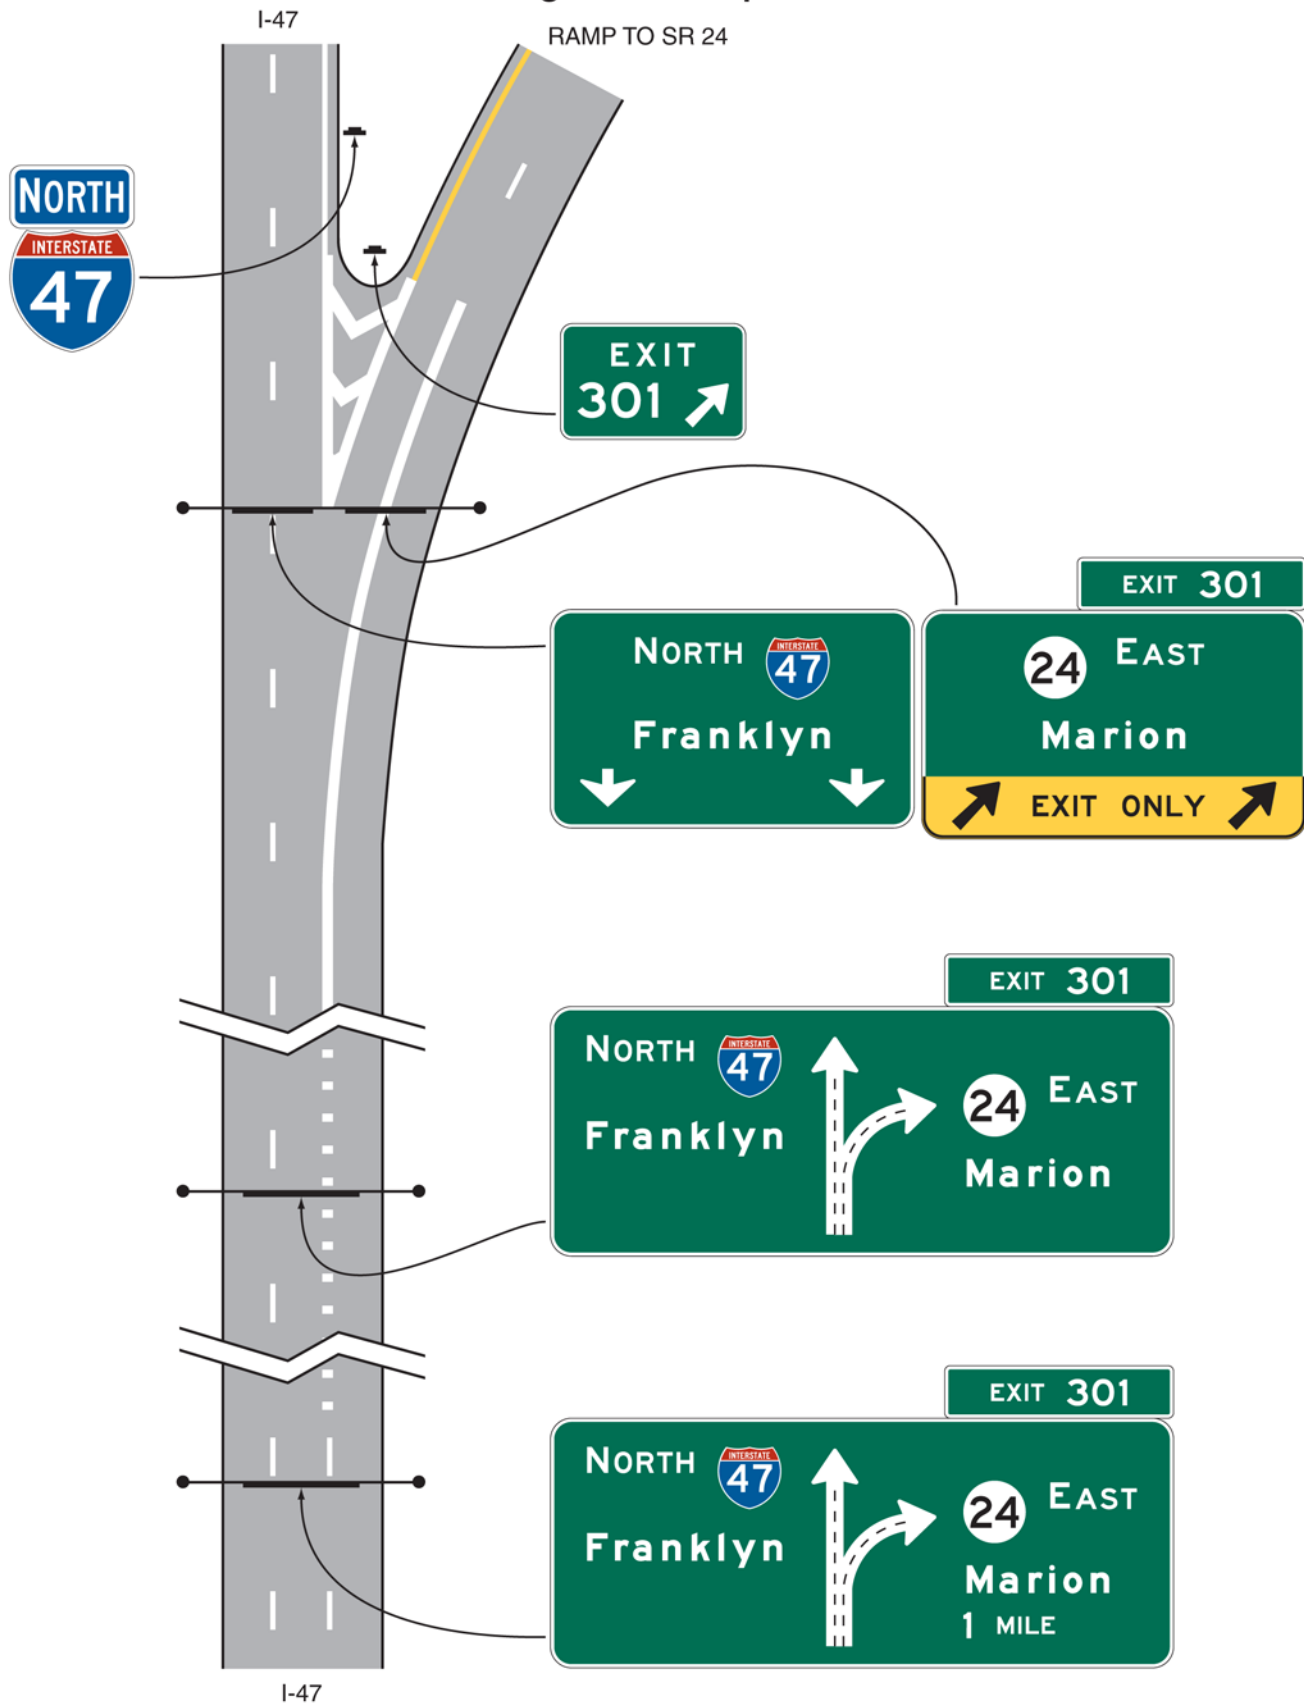 I-47
RAMP TO SR 24
NORTH
INTERSTATE
47
EXIT
301
EXIT 301
NORTH
INTERSTATE
47
Franklyn
24 EAST
Marion
EXIT ONLY
EXIT 301
NORTH
INTERSTATE
47
Franklyn
24 EAST
Marion
EXIT 301
NORTH
INTERSTATE
47
Franklyn
24 EAST
Marion
1 MILE
I-47